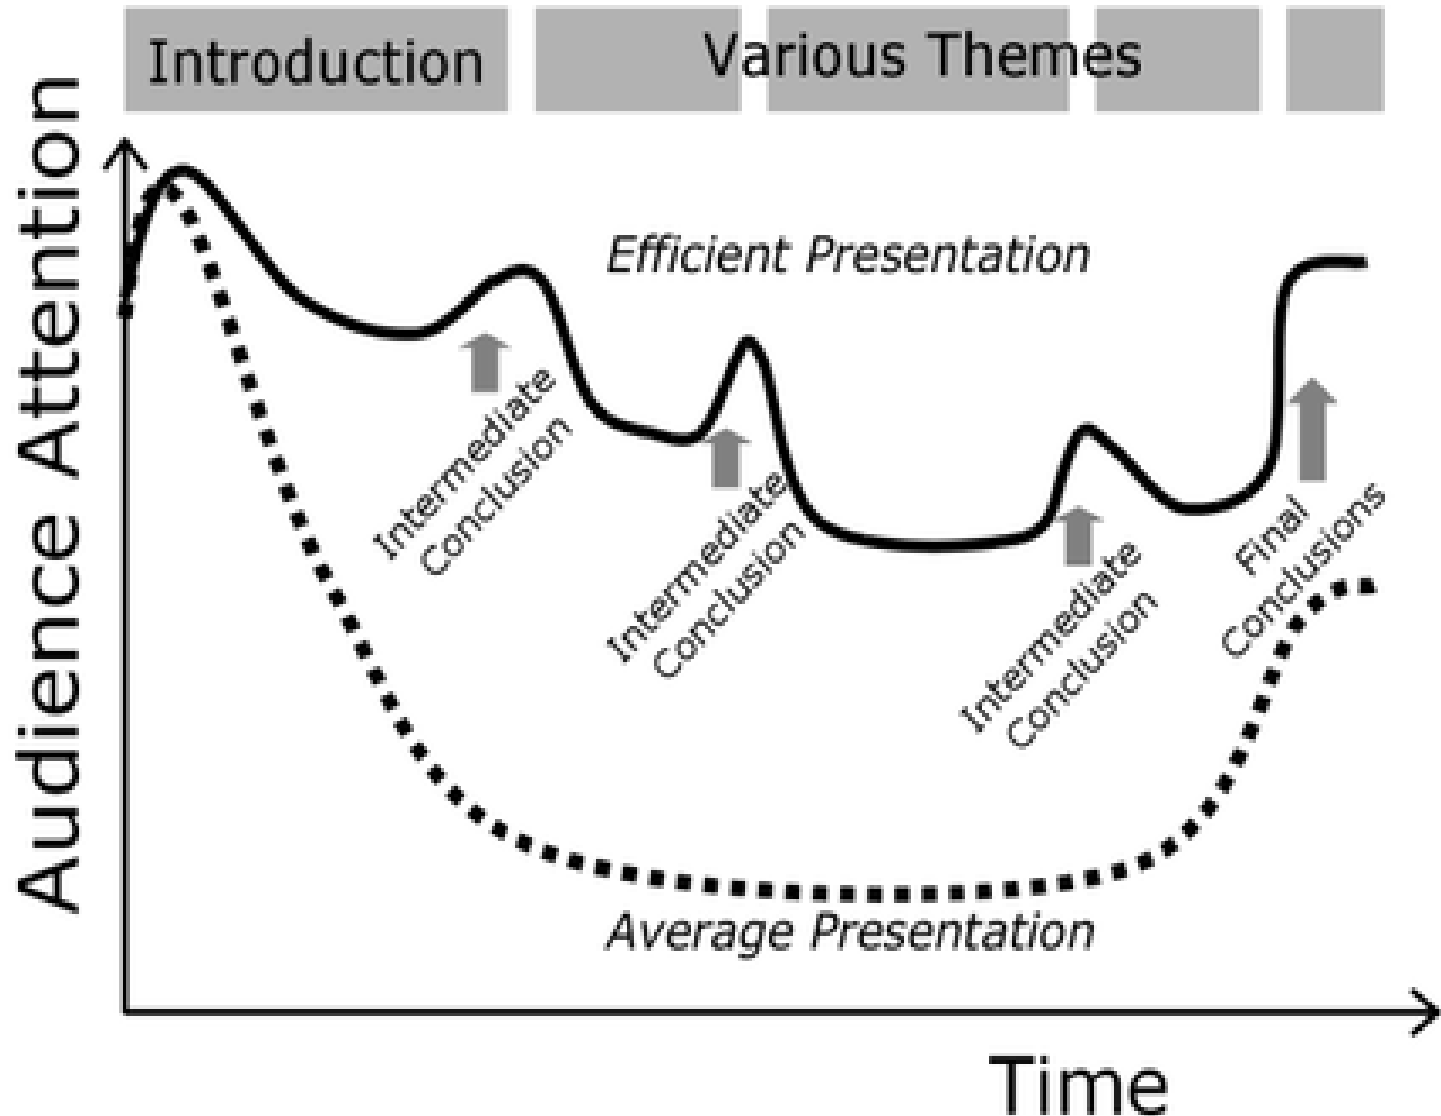 Introduction
Various Themes
Audience Attention
Efficient Presentation
Intermediate
Conclusion
Intermediate
Conclusion
Intermediate
Conclusion
Final
Conclusions
Average Presentation
Time